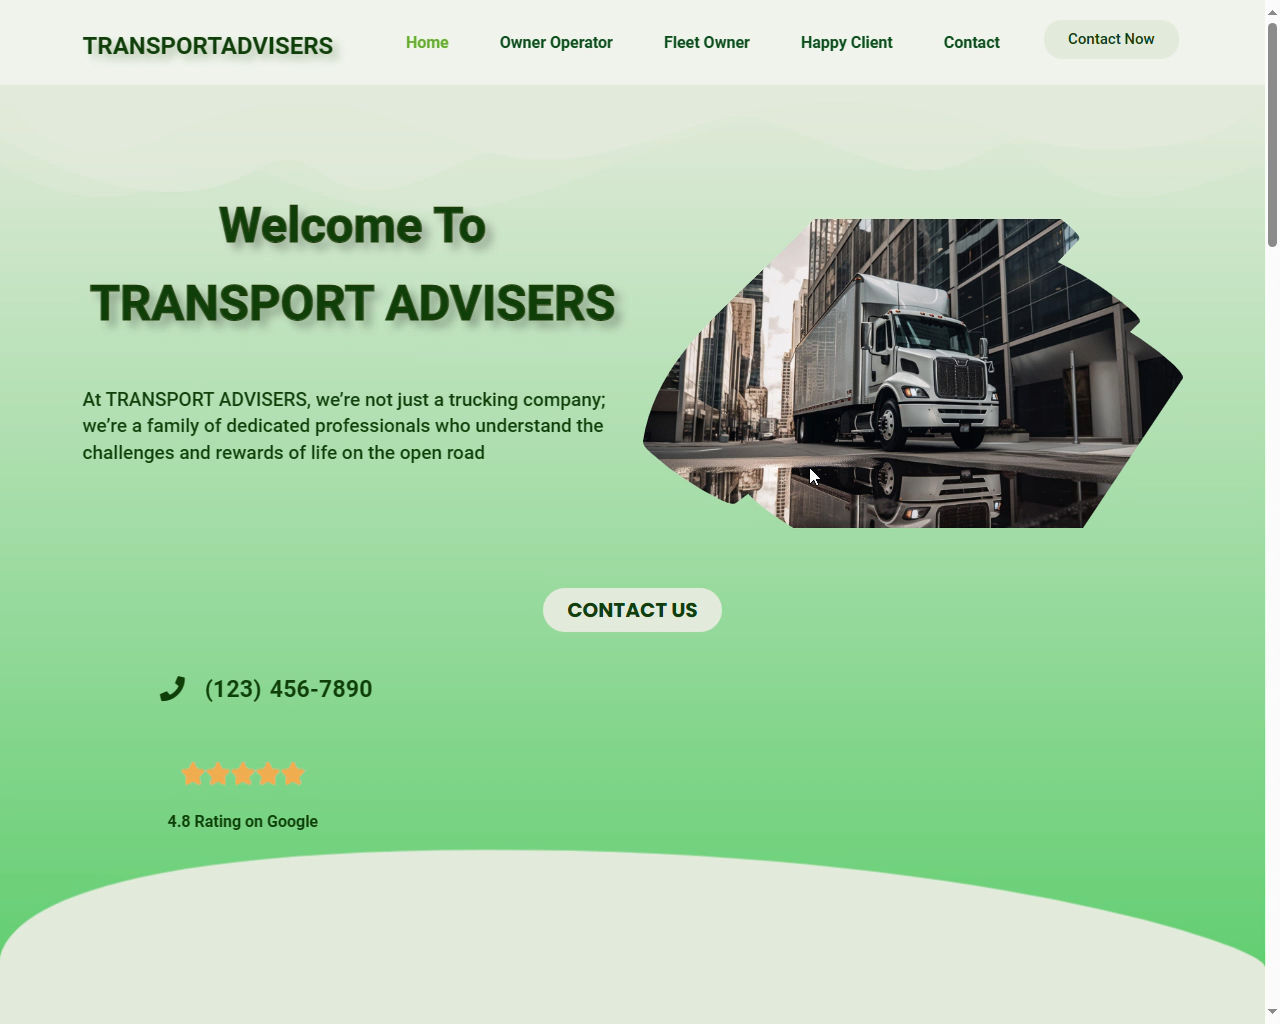 TRANSPORTADVISERS
Home
Owner Operator
Fleet Owner
Happy Client
Contact
Contact Now
Welcome To
TRANSPORT ADVISERS
At TRANSPORT ADVISERS, we’re not just a trucking company;
we’re a family of dedicated professionals who understand the
challenges and rewards of life on the open road
CONTACT US
(123) 456-7890
4.8 Rating on Google